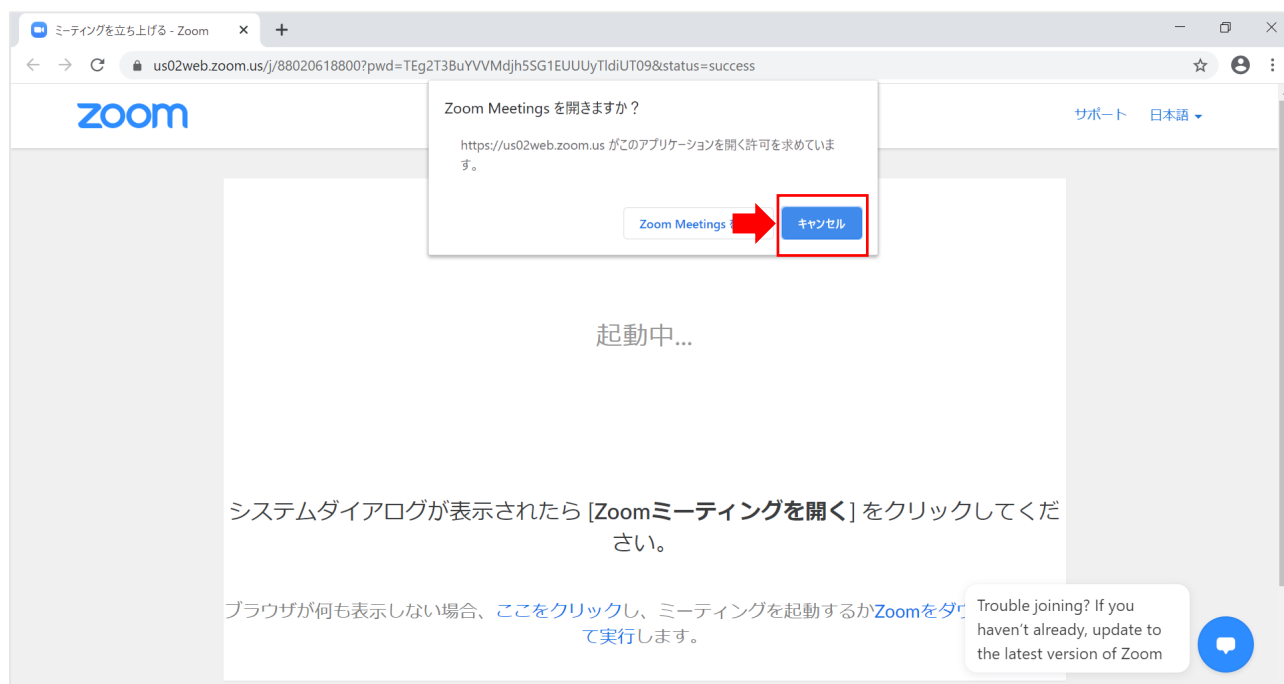 ミーティングを立ち上げる - Zoom
us02web.zoom.us/j/88020618800?pwd=TEg2T3BuYVVMdjh5SG1EUUUyTldiUT09&status=success
zoom
サポート 日本語
Zoom Meetings を開きますか？
https://us02web.zoom.us がこのアプリケーションを開く許可を求めていま
す。
Zoom Meetings
キャンセル
起動中...
システムダイアログが表示されたら [Zoomミーティングを開く] をクリックしてくだ
さい。
ブラウザが何も表示しない場合、ここをクリックし、ミーティングを起動するかZoomをダウ
て実行します。
Trouble joining? If you
haven't already, update to
the latest version of Zoom